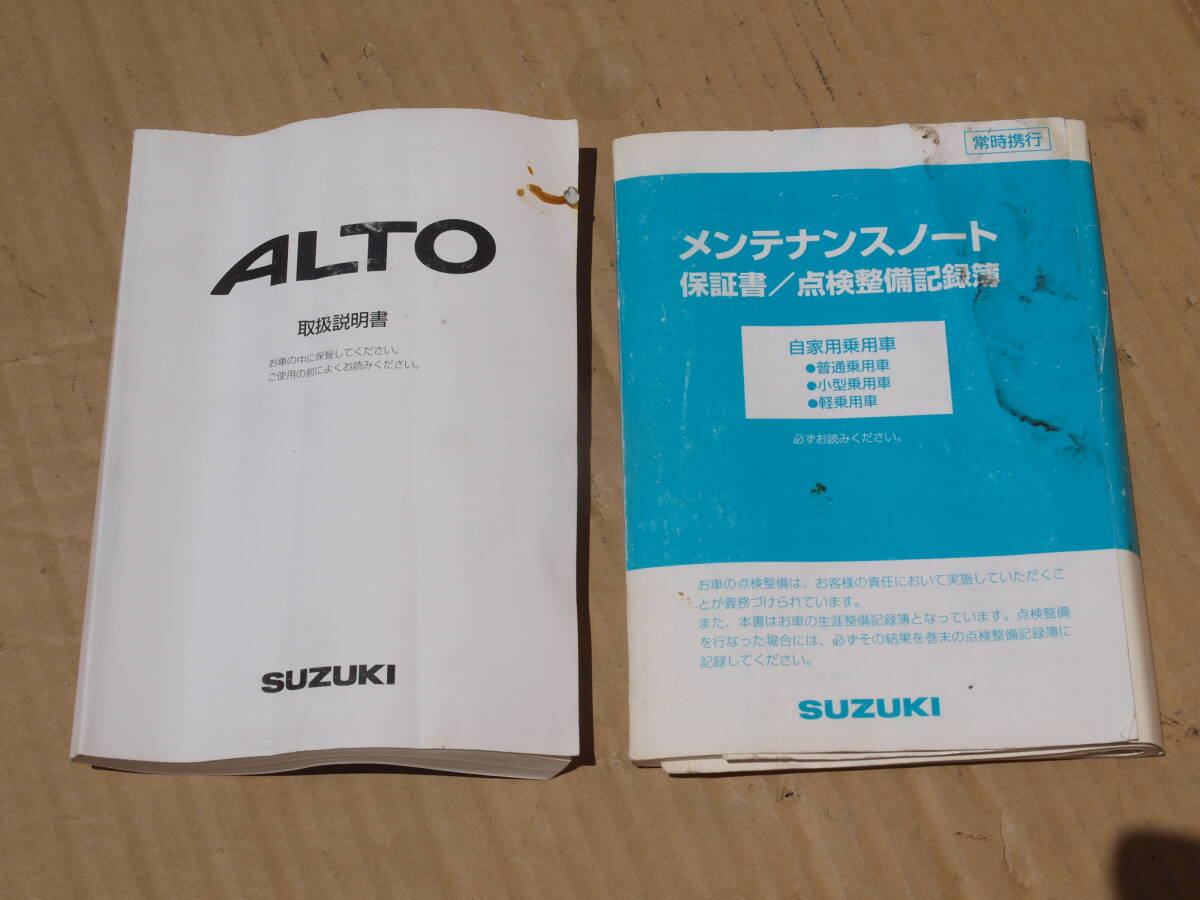 ALTO
取扱説明書
お車の中に保管してください。
ご使用の前によくお読みください。
SUZUKI
常時携行
メンテナンスノート
保証書／点検整備記録簿
自家用乗用車
●普通乗用車
●小型乗用車
●軽乗用車
必ずお読みください。
お車の点検整備は、お客様の責任において実施していただくこ
とが義務づけられています。
また、本書はお車の生涯整備記録簿となっています。点検整備
を行なった場合には、必ずその結果を巻末の点検整備記録簿に
記録してください。
SUZUKI